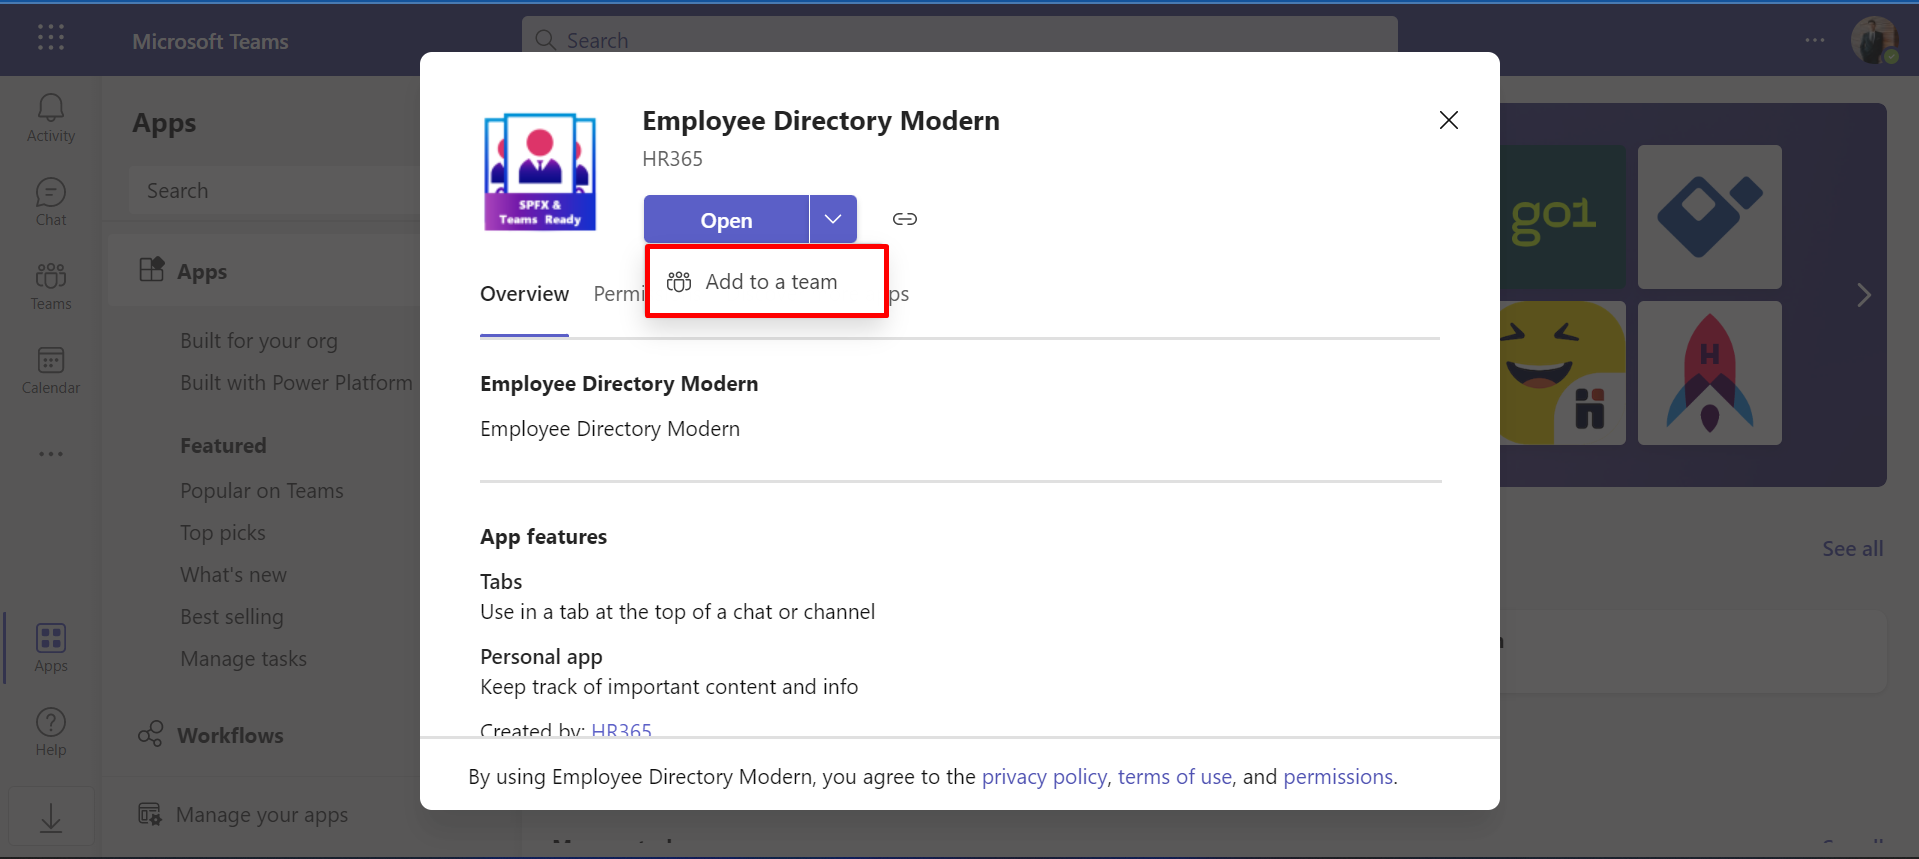 Microsoft Teams
Search
Activity
Chat
Teams
Calendar
Apps
Help
Apps
Search
Apps
Built for your org
Built with Power Platform
Featured
Popular on Teams
Top picks
What's new
Best selling
Manage tasks
Workflows
Manage your apps
SPFX &
Teams Ready
Employee Directory Modern
HR365
Open
Add to a team
Overview
Employee Directory Modern
Employee Directory Modern
App features
Tabs
Use in a tab at the top of a chat or channel
Personal app
Keep track of important content and info
Created by: HR365
By using Employee Directory Modern, you agree to the privacy policy, terms of use, and permissions.
go1
H
See all